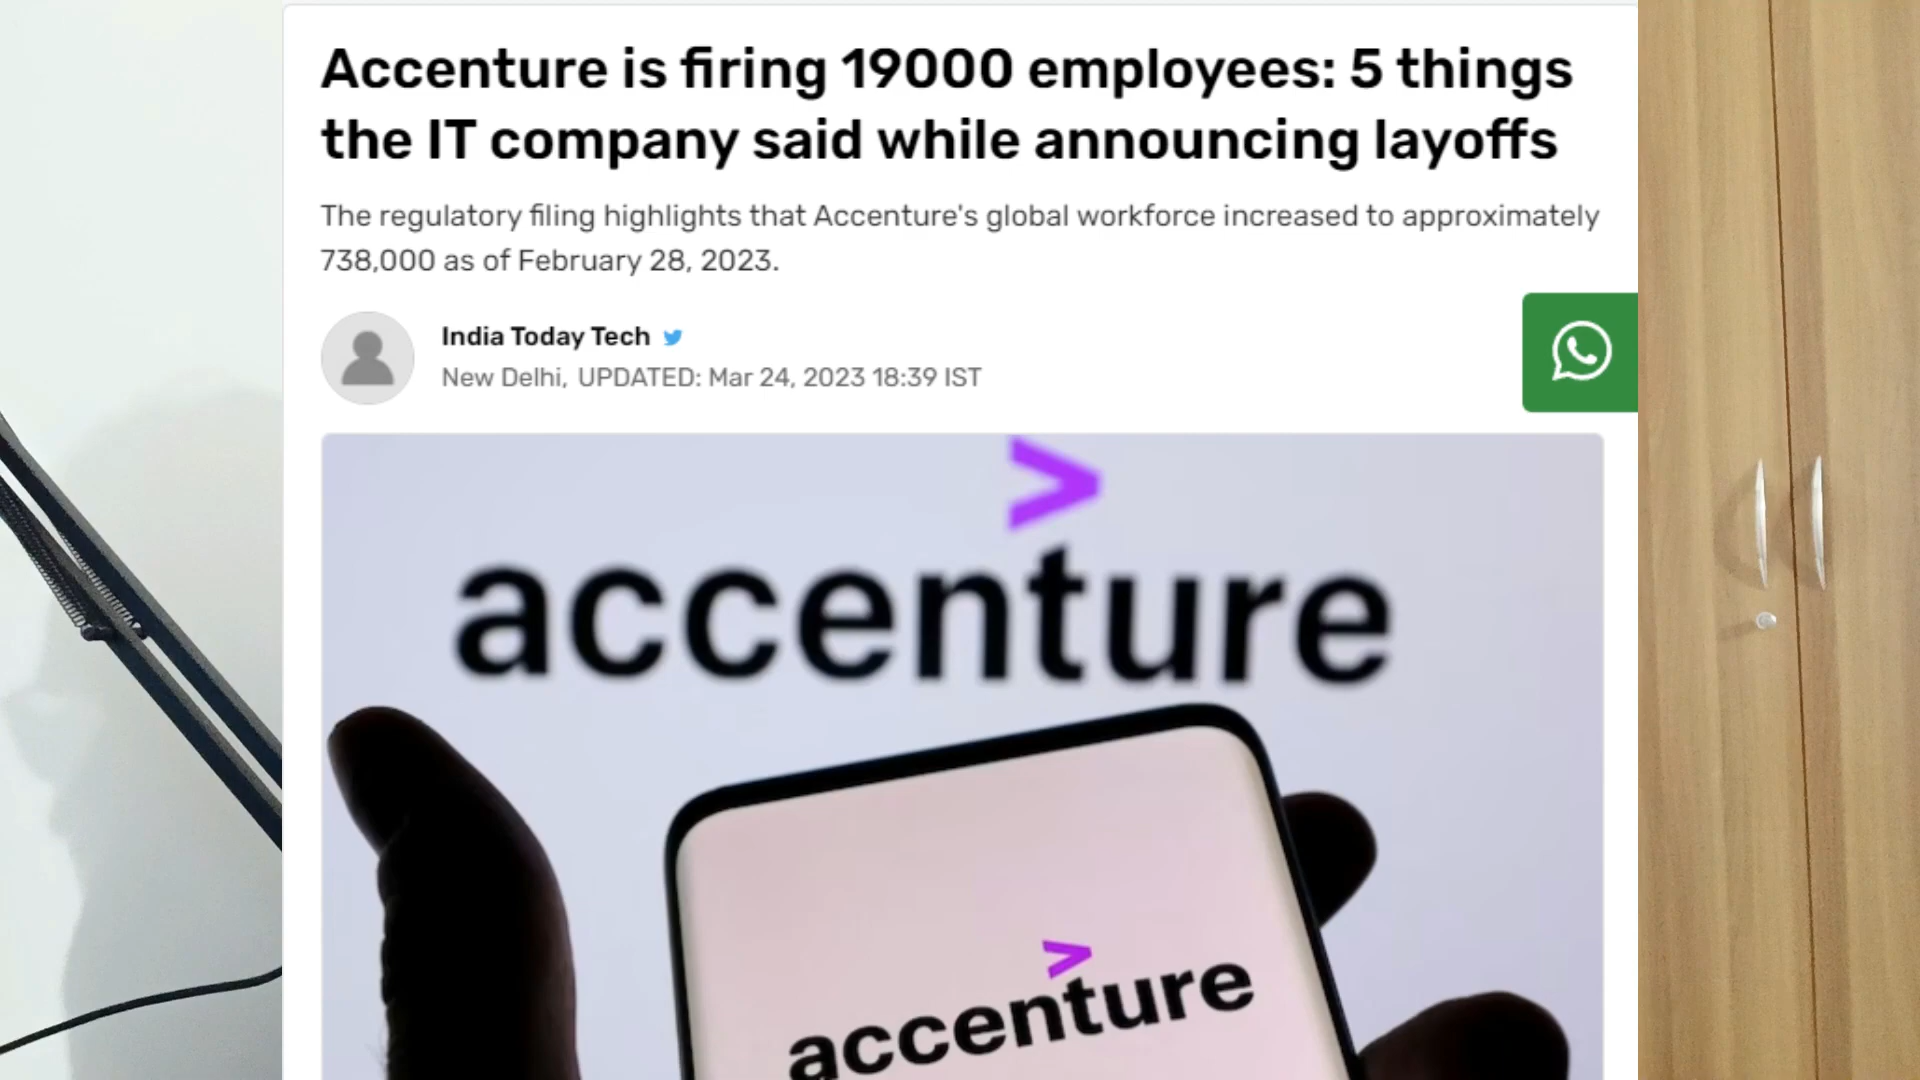 Accenture is firing 19000 employees: 5 things
the IT company said while announcing layoffs
The regulatory filing highlights that Accenture's global workforce increased to approximately
738,000 as of February 28, 2023.
India Today Tech
New Delhi, UPDATED: Mar 24, 2023 18:39 IST
>
accenture
>
accenture